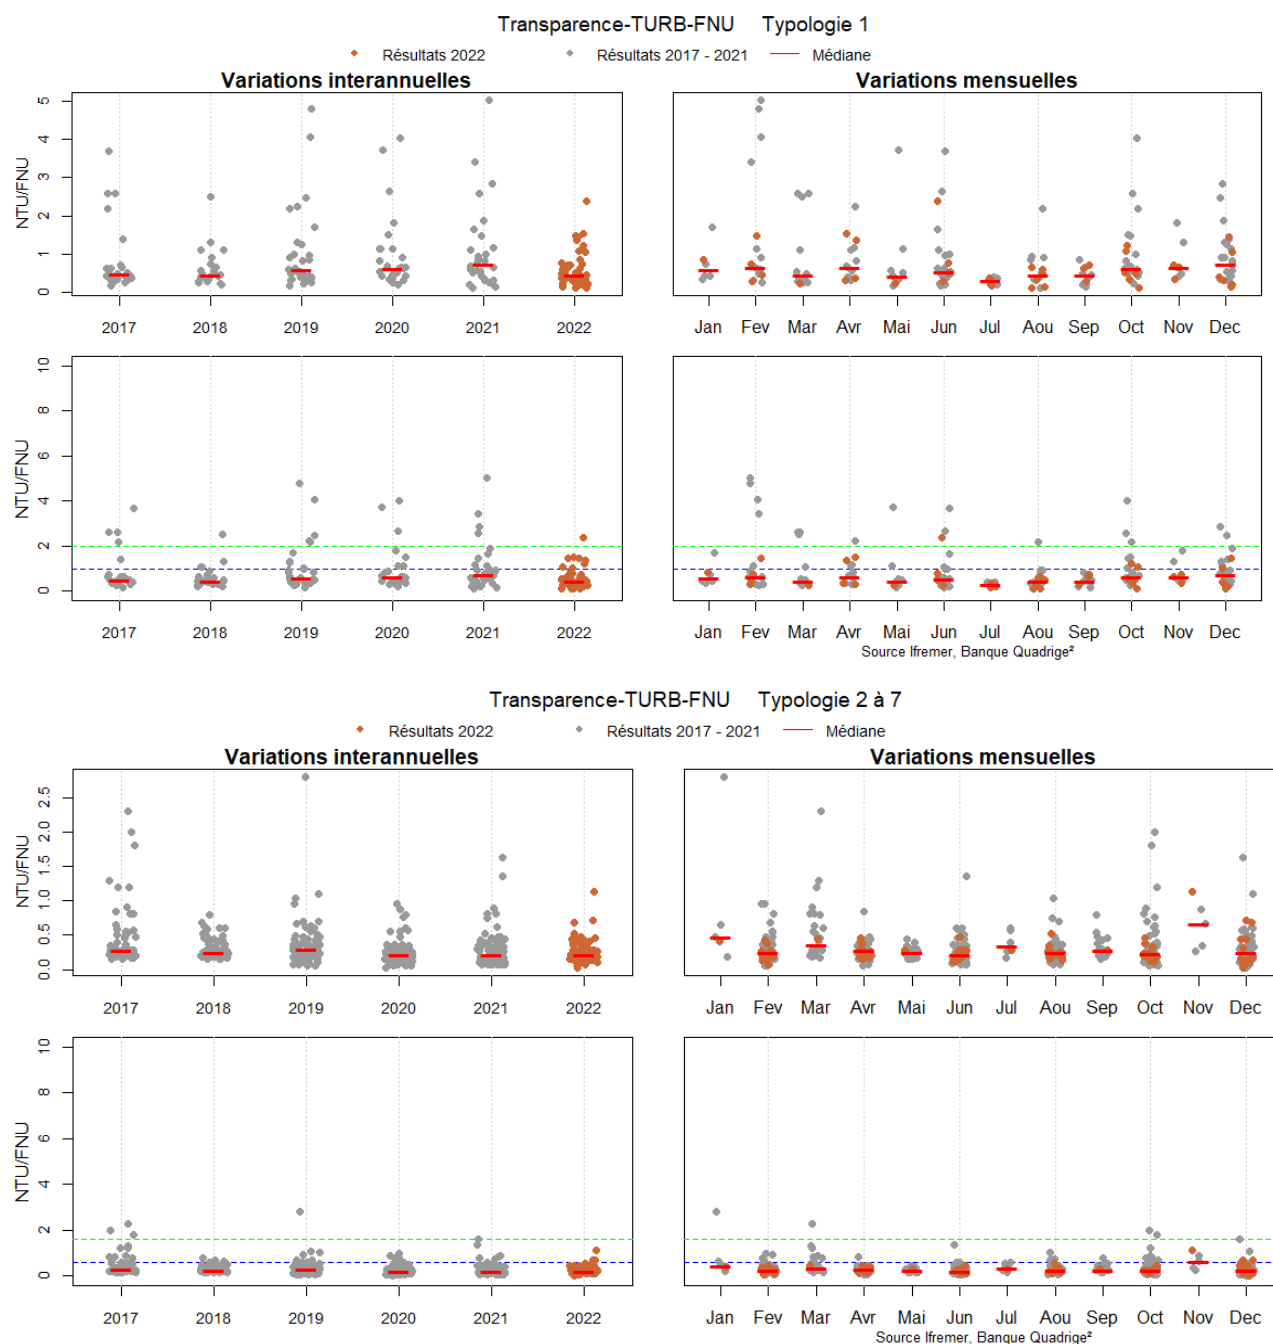 Transparence-TURB-FNU Typologie 1
Résultats 2022 Résultats 2017 - 2021 Médiane
Variations interannuelles
NTU/FNU
5
4
3
2
1
0
2017 2018 2019 2020 2021 2022
Variations mensuelles
Jan Fev Mar Avr Mai Jun Jul Aou Sep Oct Nov Dec
NTU/FNU
10
8
6
4
2
0
2017 2018 2019 2020 2021 2022
Jan Fev Mar Avr Mai Jun Jul Aou Sep Oct Nov Dec
Source Ifremer, Banque Quadrige²
Transparence-TURB-FNU Typologie 2 à 7
Résultats 2022 Résultats 2017 - 2021 Médiane
Variations interannuelles
NTU/FNU
2.5
2.0
1.5
1.0
0.5
0.0
2017 2018 2019 2020 2021 2022
Variations mensuelles
Jan Fev Mar Avr Mai Jun Jul Aou Sep Oct Nov Dec
NTU/FNU
10
8
6
4
2
0
2017 2018 2019 2020 2021 2022
Jan Fev Mar Avr Mai Jun Jul Aou Sep Oct Nov Dec
Source Ifremer, Banque Quadrige²